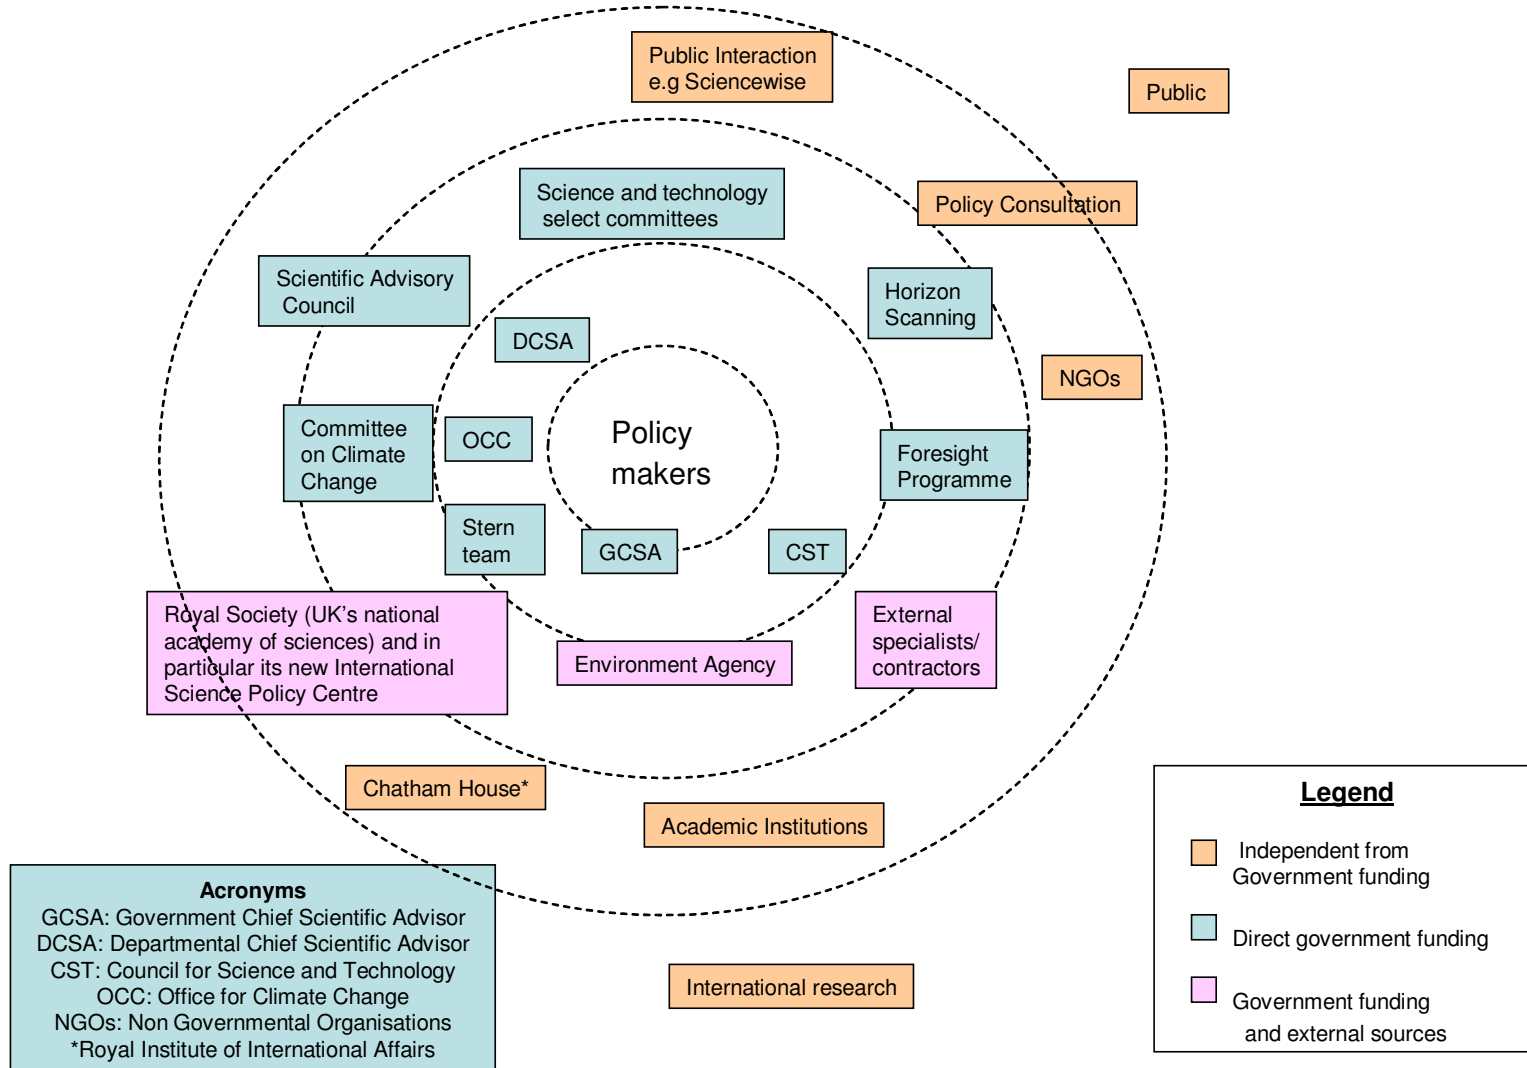 Public Interaction
e.g Sciencewise
Public
Science and technology
select committees
Policy Consultation
Scientific Advisory
Council
Horizon
Scanning
DCSA
NGOs
Committee
on Climate
Change
OCC
Policy
makers
Foresight
Programme
Stern
team
GCSA
CST
Royal Society (UK's national
academy of sciences) and in
particular its new International
Science Policy Centre
Environment Agency
External
specialists/
contractors
Chatham House*
Academic Institutions
International research
Acronyms
GCSA: Government Chief Scientific Advisor
DCSA: Departmental Chief Scientific Advisor
CST: Council for Science and Technology
OCC: Office for Climate Change
NGOs: Non Governmental Organisations
*Royal Institute of International Affairs
Legend
Independent from
Government funding
Direct government funding
Government funding
and external sources